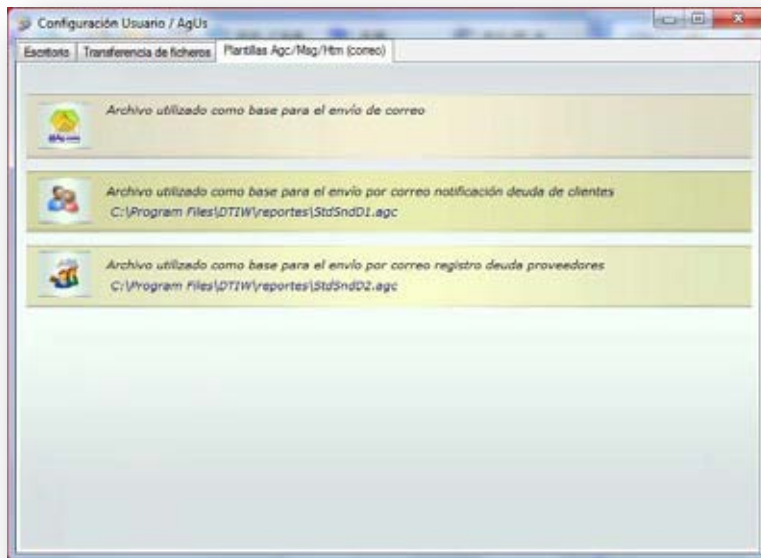 Configuración Usuario / AgUs
Escritorio Transferencia de ficheros Plantillas Agc/Msg/Htm (correo)
Archivo utilizado como base para el envío de correo
Archivo utilizado como base para el envío por correo notificación deuda de clientes
C:\Program Files\DTIW\reportes\StdSndD1.agc
Archivo utilizado como base para el envío por correo registro deuda proveedores
C:\Program Files\DTIW\reportes\StdSndD2.agc